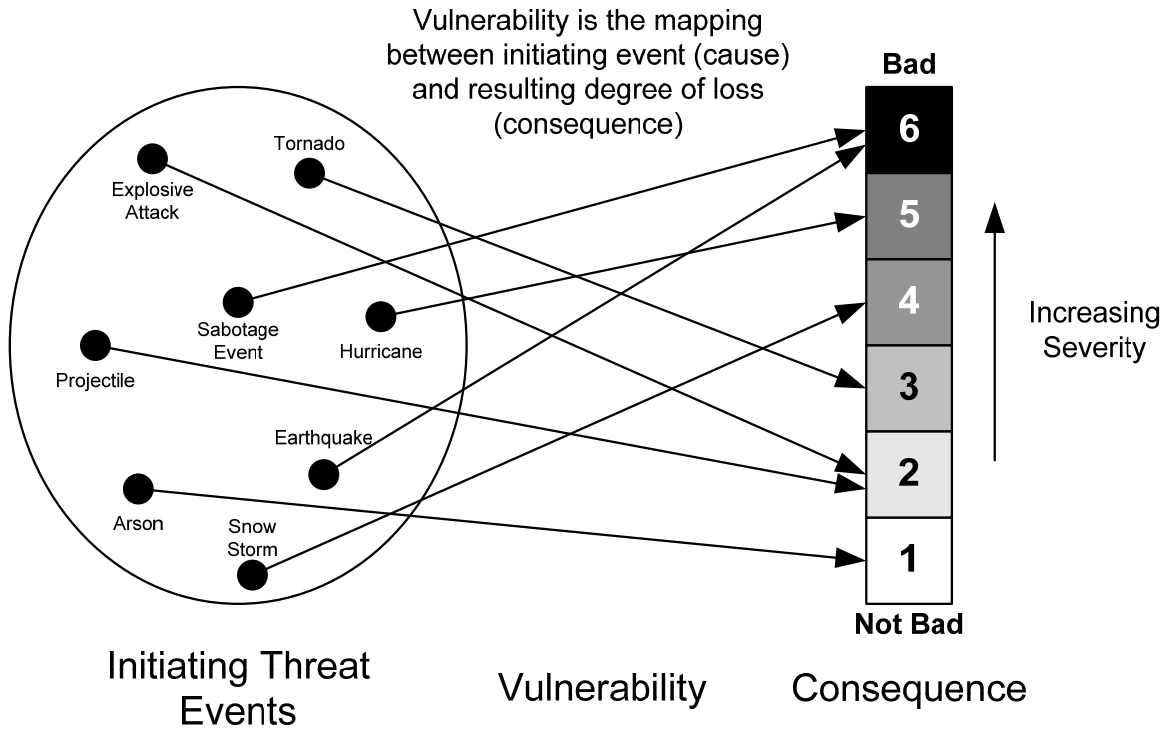 Vulnerability is the mapping
between initiating event (cause)
and resulting degree of loss
(consequence)
Bad
Tornado
Explosive
Attack
Sabotage
Event
Hurricane
Projectile
Earthquake
Arson
Snow
Storm
6
5
4
3
2
1
Increasing
Severity
Not Bad
Initiating Threat
Events
Vulnerability
Consequence